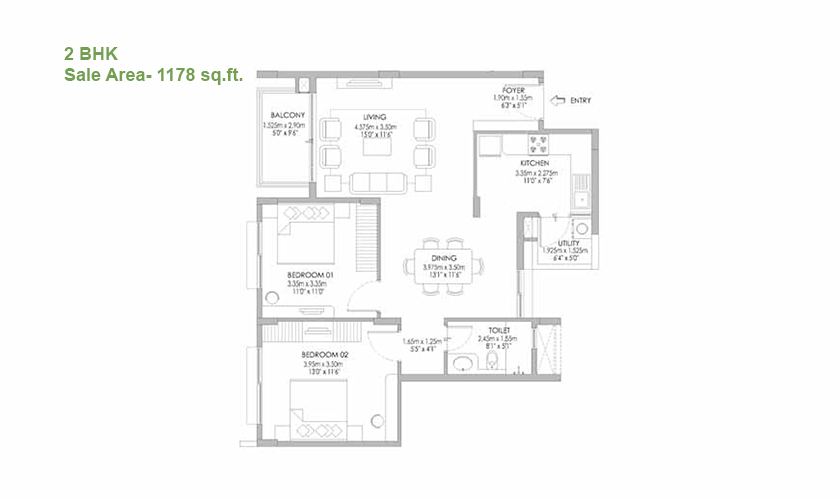 2 BHK
Sale Area- 1178 sq.ft.
FOYER
1.90m x 1.55m
6'3" x 5'1"
ENTRY
BALCONY
1.525m x 2.90m
5'0" x 9'6"
LIVING
4.575m x 3.50m
15'0" x 11'6"
KITCHEN
3.35m x 2.275m
11'0" x 7'6"
UTILITY
1.925m x 1.525m
6'4" x 5'0"
DINING
3.975m x 3.50m
13'1" x 11'6"
BEDROOM 01
3.35m x 3.35m
11'0" x 11'0"
TOILET
2.45m x 1.55m
8'1" x 5'1"
1.65m x 1.25m
5'5" x 4'1"
BEDROOM 02
3.95m x 3.50m
13'0" x 11'6"